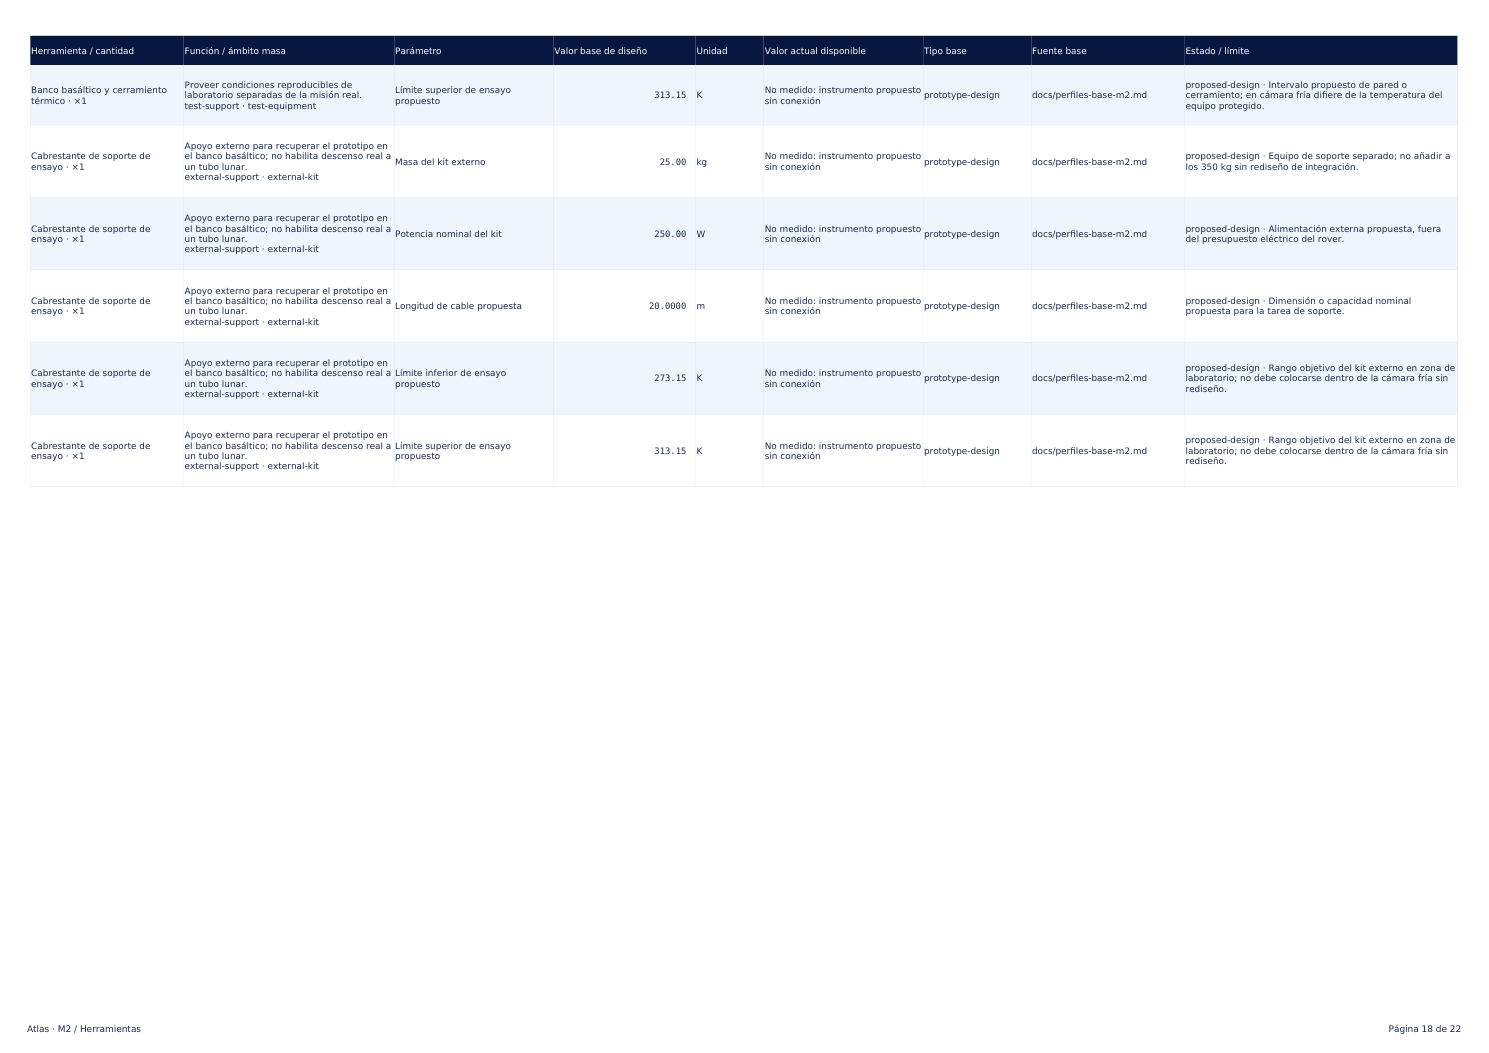 Herramienta / cantidad Función / ámbito masa Parámetro Valor base de diseño Unidad Valor actual disponible Tipo base Fuente base Estado / límite
Banco basáltico y cerramiento térmico · ×1 Proveer condiciones reproducibles de laboratorio separadas de la misión real. test-support · test-equipment Límite superior de ensayo propuesto 313.15 K No medido: instrumento propuesto sin conexión prototype-design docs/perfiles-base-m2.md proposed-design · Intervalo propuesto de pared o cerramiento; en cámara fría difiere de la temperatura del equipo protegido.
Cabrestante de soporte de ensayo · ×1 Apoyo externo para recuperar el prototipo en el banco basáltico; no habilita descenso real a un tubo lunar. external-support · external-kit Masa del kit externo 25.00 kg No medido: instrumento propuesto sin conexión prototype-design docs/perfiles-base-m2.md proposed-design · Equipo de soporte separado; no añadir a los 350 kg sin rediseño de integración.
Cabrestante de soporte de ensayo · ×1 Apoyo externo para recuperar el prototipo en el banco basáltico; no habilita descenso real a un tubo lunar. external-support · external-kit Potencia nominal del kit 250.00 W No medido: instrumento propuesto sin conexión prototype-design docs/perfiles-base-m2.md proposed-design · Alimentación externa propuesta, fuera del presupuesto eléctrico del rover.
Cabrestante de soporte de ensayo · ×1 Apoyo externo para recuperar el prototipo en el banco basáltico; no habilita descenso real a un tubo lunar. external-support · external-kit Longitud de cable propuesta 20.0000 m No medido: instrumento propuesto sin conexión prototype-design docs/perfiles-base-m2.md proposed-design · Dimensión o capacidad nominal propuesta para la tarea de soporte.
Cabrestante de soporte de ensayo · ×1 Apoyo externo para recuperar el prototipo en el banco basáltico; no habilita descenso real a un tubo lunar. external-support · external-kit Límite inferior de ensayo propuesto 273.15 K No medido: instrumento propuesto sin conexión prototype-design docs/perfiles-base-m2.md proposed-design · Rango objetivo del kit externo en zona de laboratorio; no debe colocarse dentro de la cámara fría sin rediseño.
Cabrestante de soporte de ensayo · ×1 Apoyo externo para recuperar el prototipo en el banco basáltico; no habilita descenso real a un tubo lunar. external-support · external-kit Límite superior de ensayo propuesto 313.15 K No medido: instrumento propuesto sin conexión prototype-design docs/perfiles-base-m2.md proposed-design · Rango objetivo del kit externo en zona de laboratorio; no debe colocarse dentro de la cámara fría sin rediseño.
Atlas · M2 / Herramientas Página 18 de 22